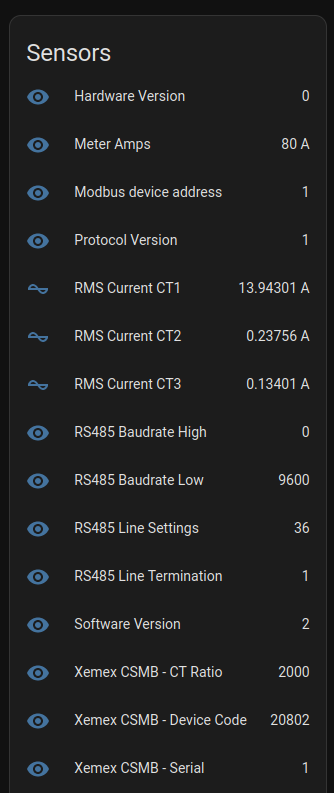 Sensors
Hardware Version 0
Meter Amps 80 A
Modbus device address 1
Protocol Version 1
RMS Current CT1 13.94301 A
RMS Current CT2 0.23756 A
RMS Current CT3 0.13401 A
RS485 Baudrate High 0
RS485 Baudrate Low 9600
RS485 Line Settings 36
RS485 Line Termination 1
Software Version 2
Xemex CSMB - CT Ratio 2000
Xemex CSMB - Device Code 20802
Xemex CSMB - Serial 1